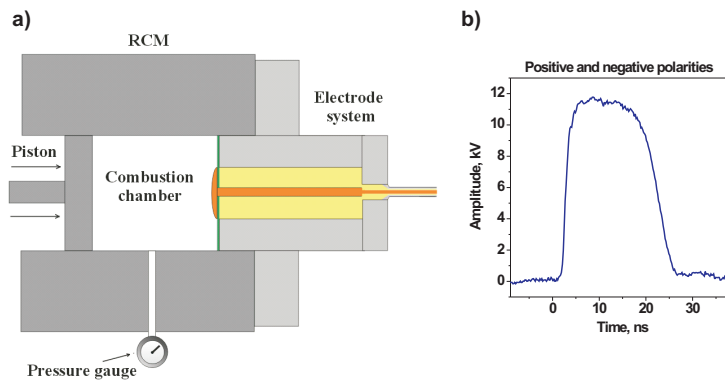 a)
RCM
Electrode
system
Piston
Combustion
chamber
Pressure gauge
b)
Positive and negative polarities
Amplitude, kV
12
10
8
6
4
2
0
0
10
20
30
Time, ns